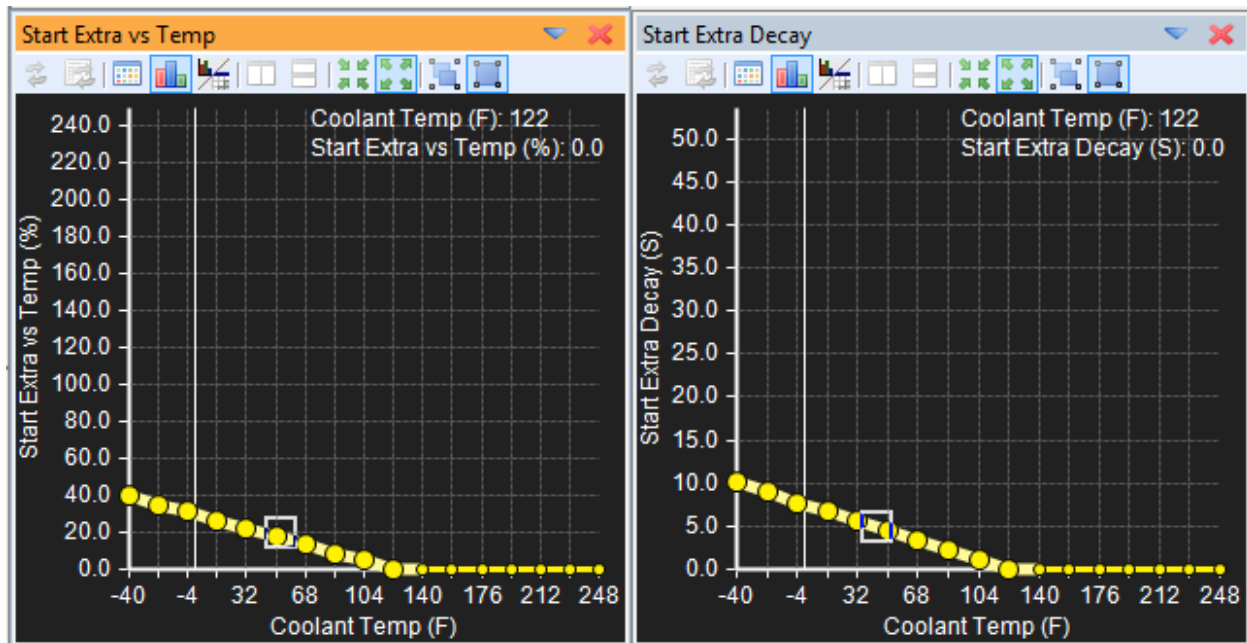 Start Extra vs Temp
Coolant Temp (F): 122
Start Extra vs Temp (%): 0.0
Start Extra vs Temp (%)
240.0
220.0
200.0
180.0
160.0
140.0
120.0
100.0
80.0
60.0
40.0
20.0
0.0
-40 -4 32 68 104 140 176 212 248
Coolant Temp (F)
Start Extra Decay
Coolant Temp (F): 122
Start Extra Decay (S): 0.0
Start Extra Decay (S)
50.0
45.0
40.0
35.0
30.0
25.0
20.0
15.0
10.0
5.0
0.0
-40 -4 32 68 104 140 176 212 248
Coolant Temp (F)